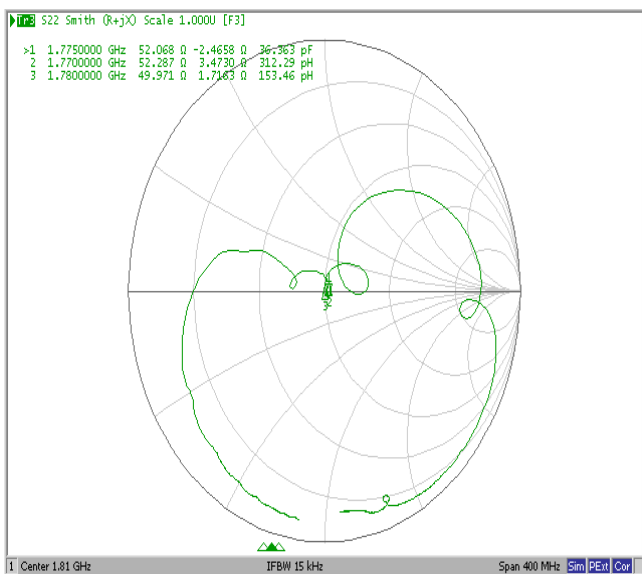 Tr3 S22 Smith (R+jX) Scale 1.000U [F3]
>1 1.7750000 GHz 52.068 Ω -2.4658 Ω 36.363 pF
2 1.7700000 GHz 52.287 Ω 3.4730 Ω 312.29 pH
3 1.7800000 GHz 49.971 Ω 1.7163 Ω 153.46 pH
1 Center 1.81 GHz IFBW 15 kHz Span 400 MHz Sim PExt Cor